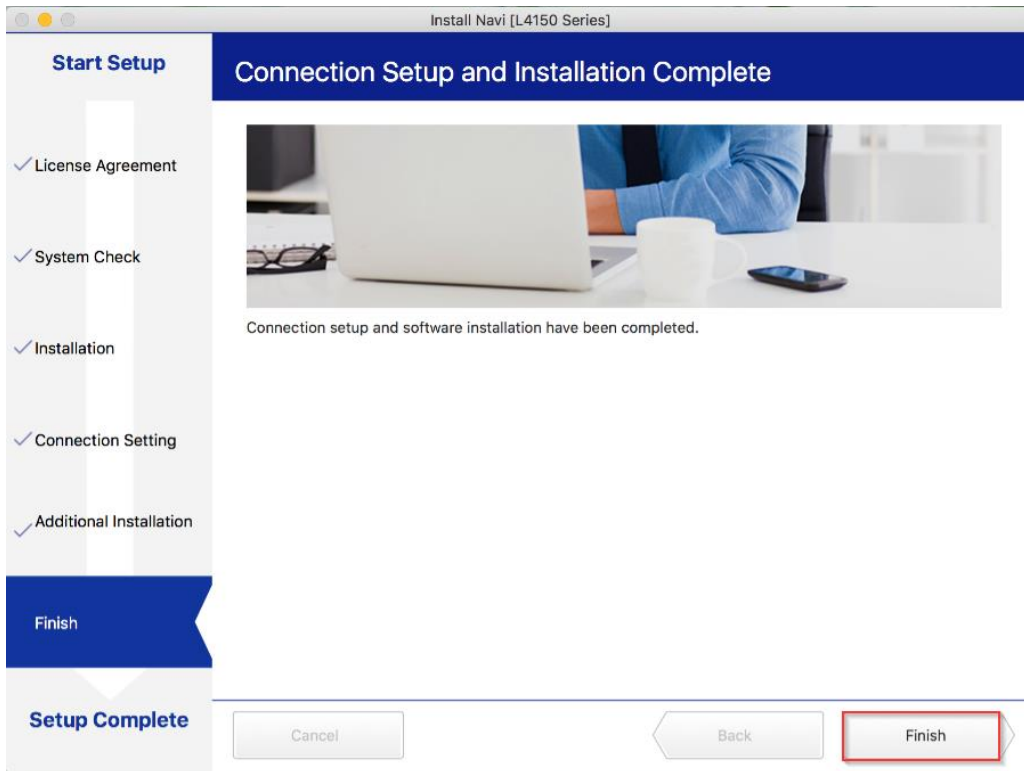 Install Navi [L4150 Series]
Start Setup
License Agreement
System Check
Installation
Connection Setting
Additional Installation
Finish
Setup Complete
Connection Setup and Installation Complete
Connection setup and software installation have been completed.
Cancel
Back
Finish